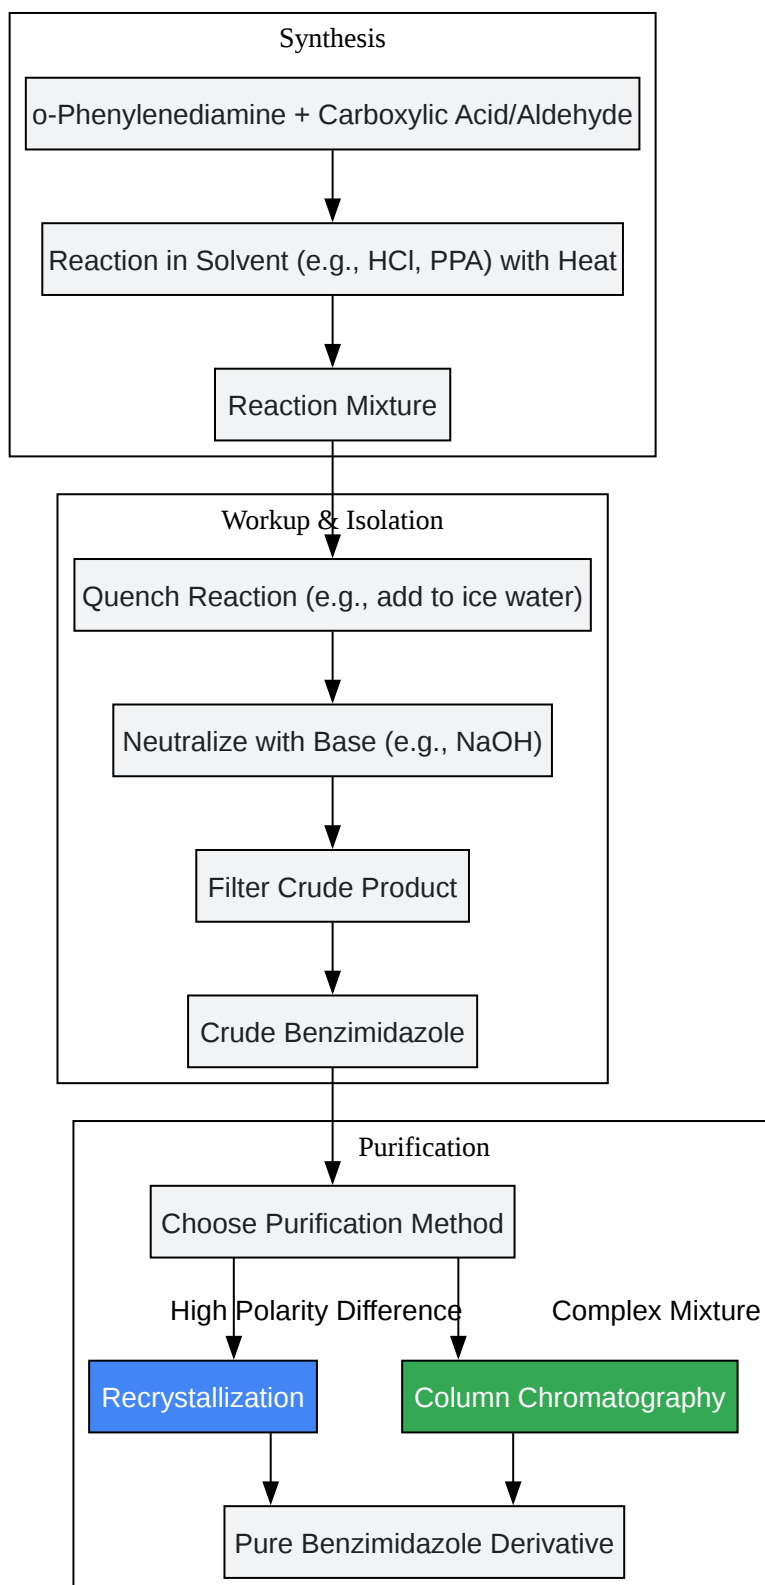 Synthesis
o-Phenylenediamine + Carboxylic Acid/Aldehyde
Reaction in Solvent (e.g., HCl, PPA) with Heat
Reaction Mixture
Workup & Isolation
Quench Reaction (e.g., add to ice water)
Neutralize with Base (e.g., NaOH)
Filter Crude Product
Crude Benzimidazole
Purification
Choose Purification Method
High Polarity Difference
Complex Mixture
Recrystallization
Column Chromatography
Pure Benzimidazole Derivative